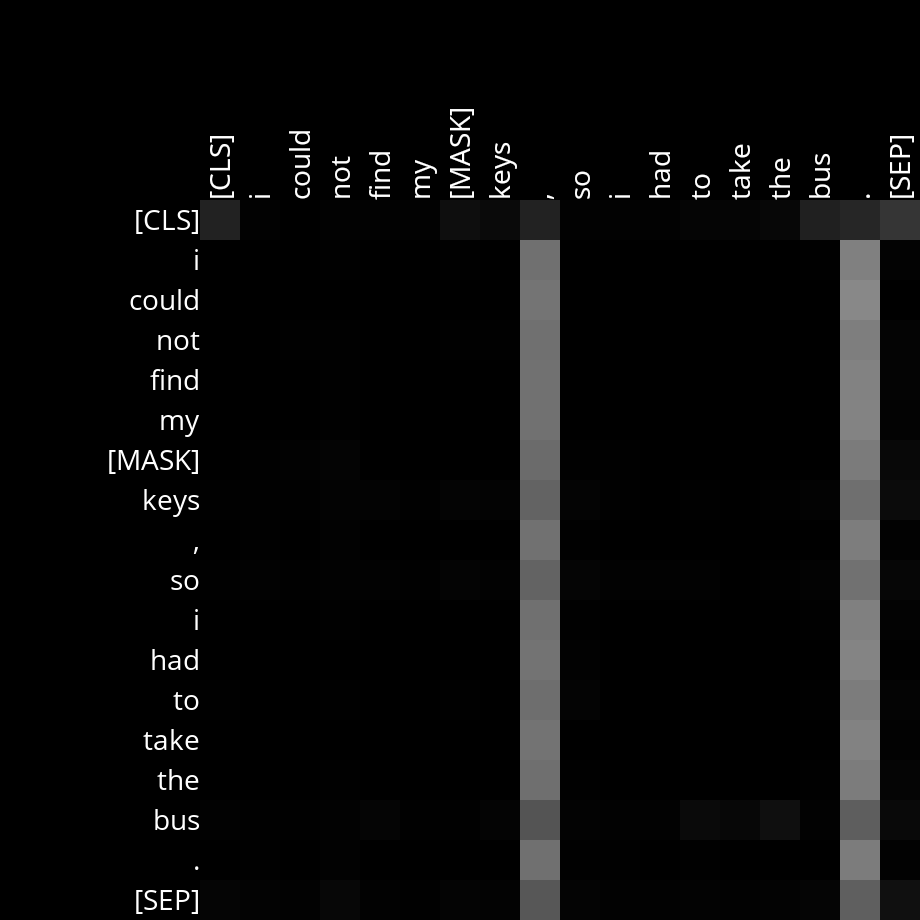 [CLS] i could not find my [MASK] keys , so i had to take the bus . [SEP]
[CLS]
i
could
not
find
my
[MASK]
keys
,
so
i
had
to
take
the
bus
.
[SEP]